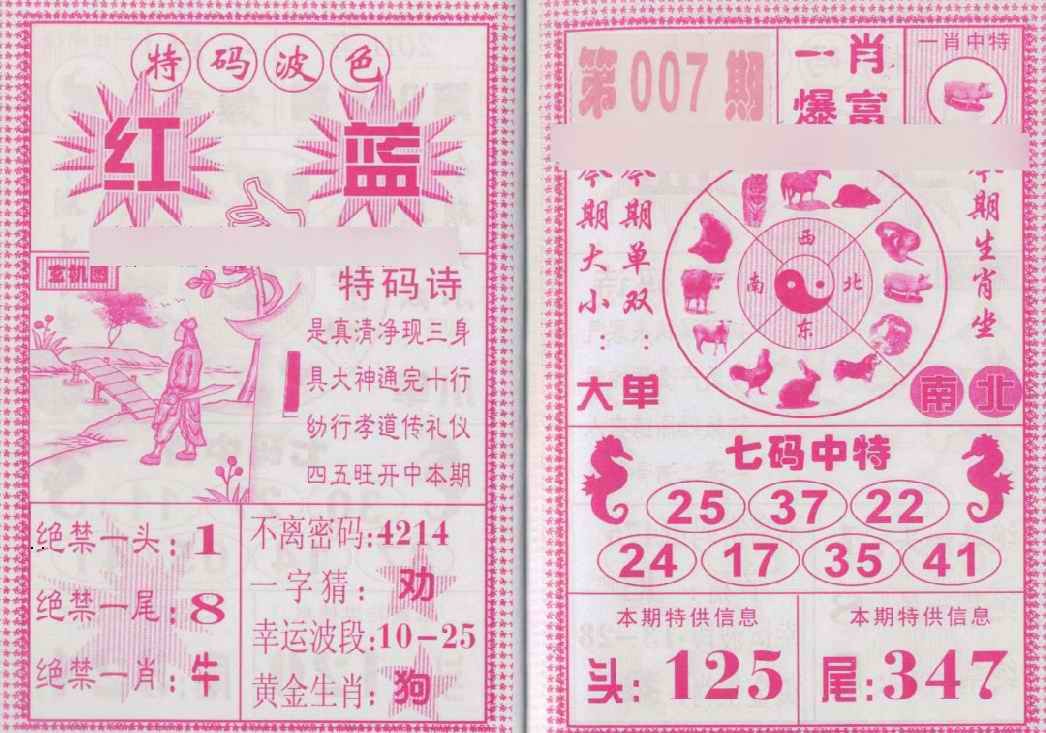 特码波色
红 蓝
玄机图
特码诗
是真清净现三身
具大神通完十行
幼行孝道传礼仪
四五旺开中本期
绝禁一头:1
绝禁一尾:8
绝禁一肖:牛
不离密码:4214
一字猜:劝
幸运波段:10-25
黄金生肖:狗
第007期
一肖
爆富
一肖中特
本期大小:
大
本期单双:
单
西
南 北
东
本期生肖坐
南北
七码中特
25 37 22
24 17 35 41
本期特供信息
头:125
本期特供信息
尾:347